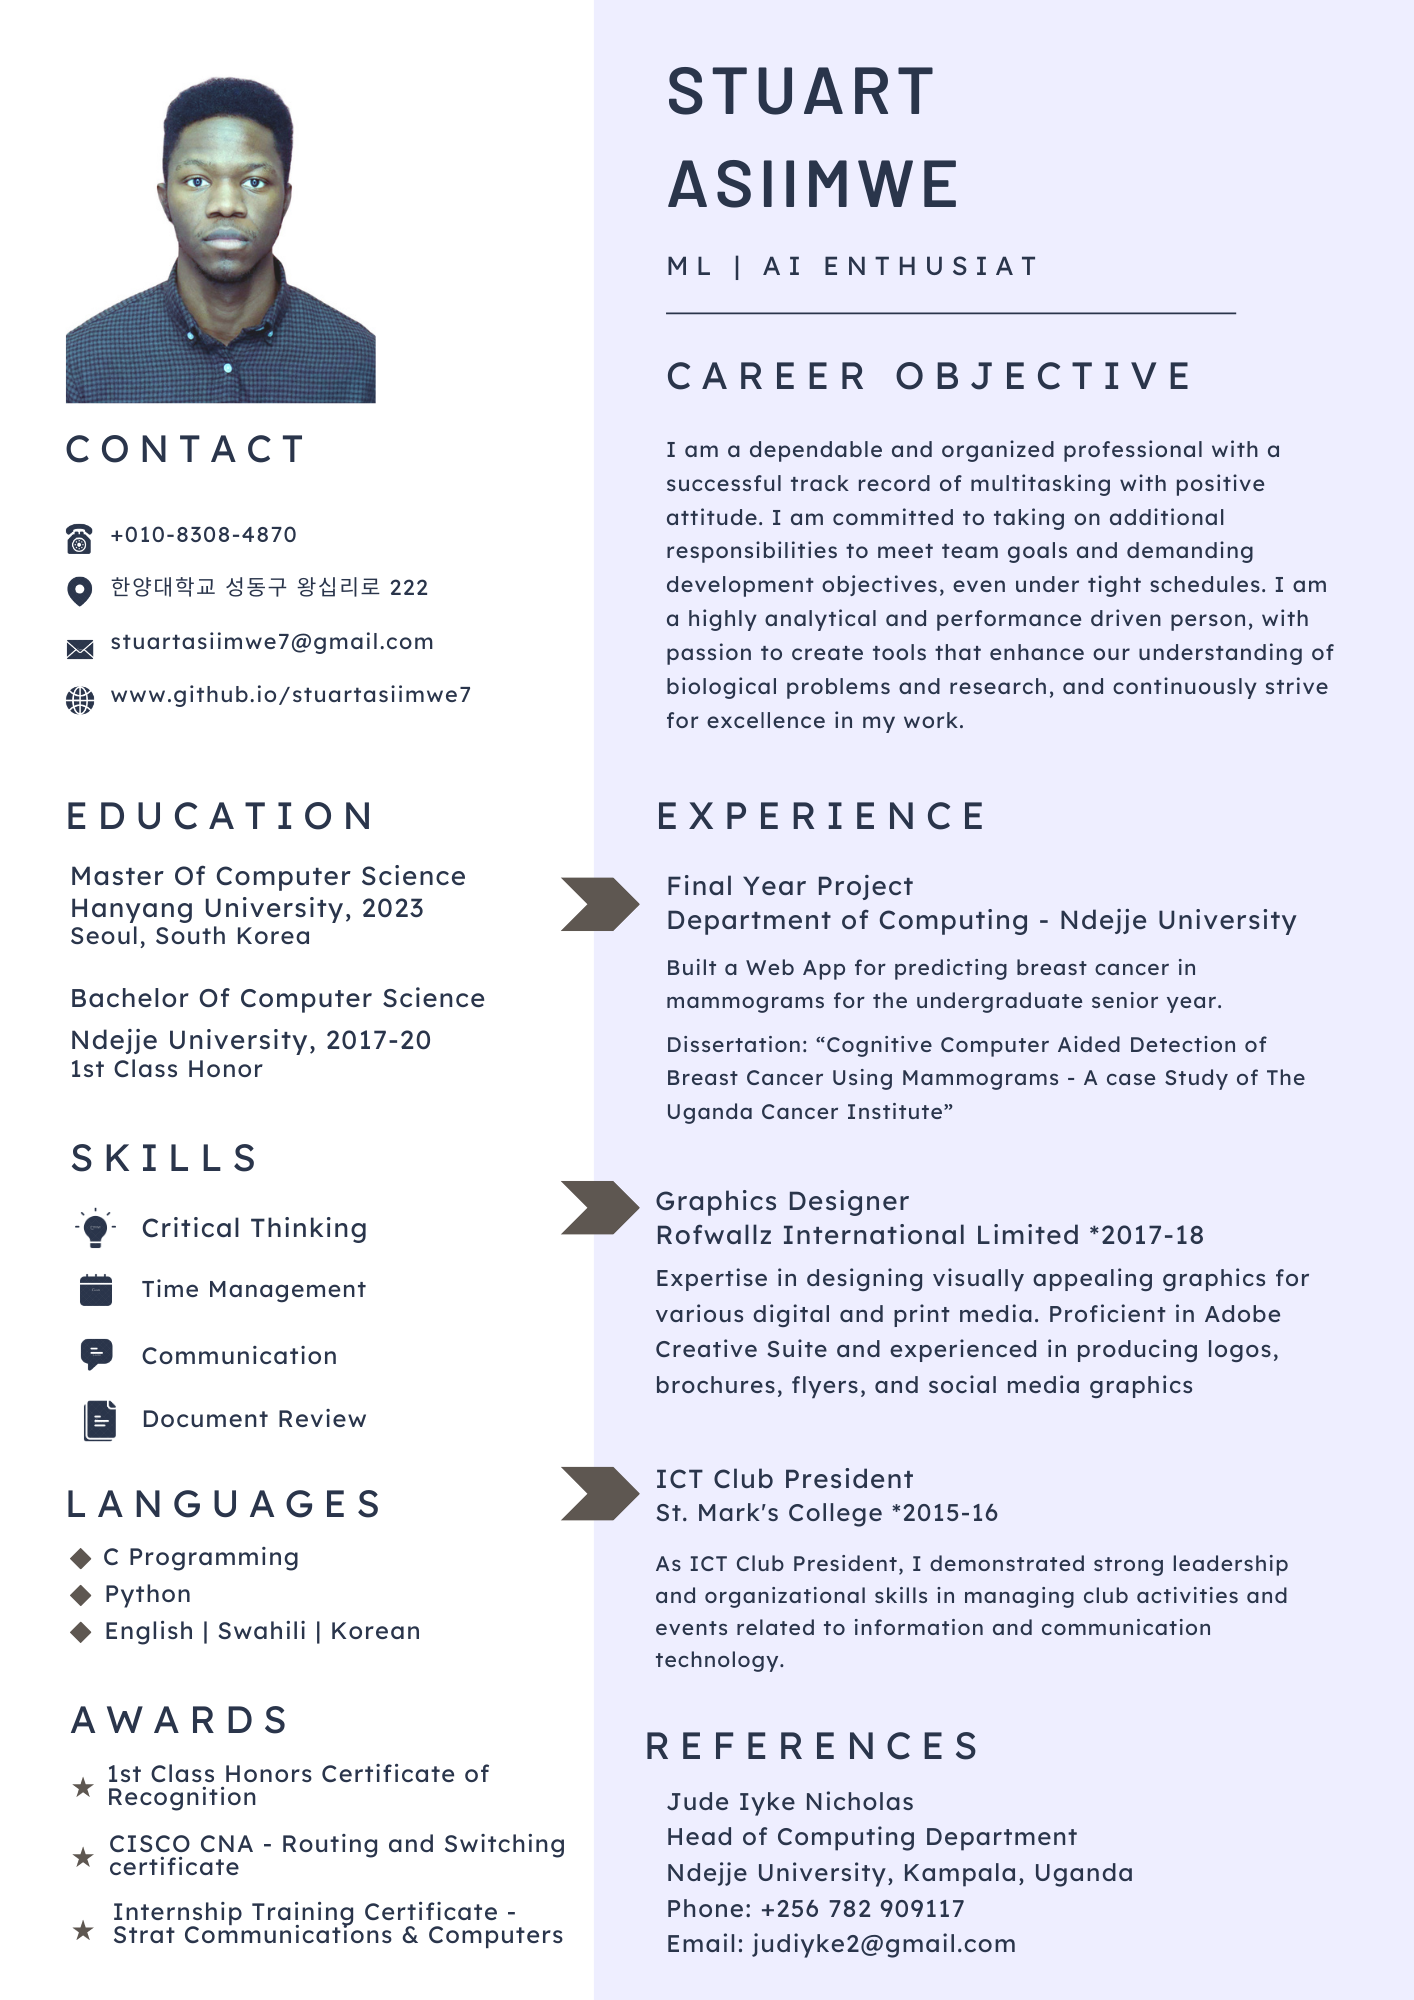 STUART
ASIIMWE
ML | AI ENTHUSIAT
CONTACT
+010-8308-4870
한양대학교 성동구 왕십리로 222
stuartasiimwe7@gmail.com
www.github.io/stuartasiimwe7
EDUCATION
Master Of Computer Science
Hanyang University, 2023
Seoul, South Korea
Bachelor Of Computer Science
Ndejje University, 2017-20
1st Class Honor
SKILLS
Critical Thinking
Time Management
Communication
Document Review
LANGUAGES
C Programming
Python
English | Swahili | Korean
AWARDS
1st Class Honors Certificate of
Recognition
CISCO CNA - Routing and Switching
certificate
Internship Training Certificate -
Strat Communications & Computers
CAREER OBJECTIVE
I am a dependable and organized professional with a
successful track record of multitasking with positive
attitude. I am committed to taking on additional
responsibilities to meet team goals and demanding
development objectives, even under tight schedules. I am
a highly analytical and performance driven person, with
passion to create tools that enhance our understanding of
biological problems and research, and continuously strive
for excellence in my work.
EXPERIENCE
Final Year Project
Department of Computing - Ndejje University
Built a Web App for predicting breast cancer in
mammograms for the undergraduate senior year.
Dissertation: “Cognitive Computer Aided Detection of
Breast Cancer Using Mammograms - A case Study of The
Uganda Cancer Institute”
Graphics Designer
Rofwallz International Limited *2017-18
Expertise in designing visually appealing graphics for
various digital and print media. Proficient in Adobe
Creative Suite and experienced in producing logos,
brochures, flyers, and social media graphics
ICT Club President
St. Mark's College *2015-16
As ICT Club President, I demonstrated strong leadership
and organizational skills in managing club activities and
events related to information and communication
technology.
REFERENCES
Jude Iyke Nicholas
Head of Computing Department
Ndejje University, Kampala, Uganda
Phone: +256 782 909117
Email: judiyke2@gmail.com